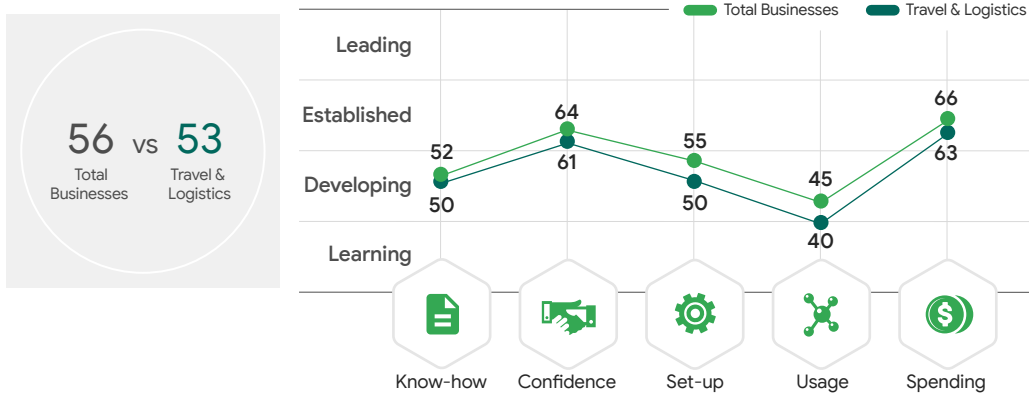 Total Businesses
Travel & Logistics
56 vs 53
Total
Businesses
Travel &
Logistics
Leading
Established
Developing
Learning
52
64
55
45
66
50
61
50
40
63
$
Know-how
Confidence
Set-up
Usage
Spending